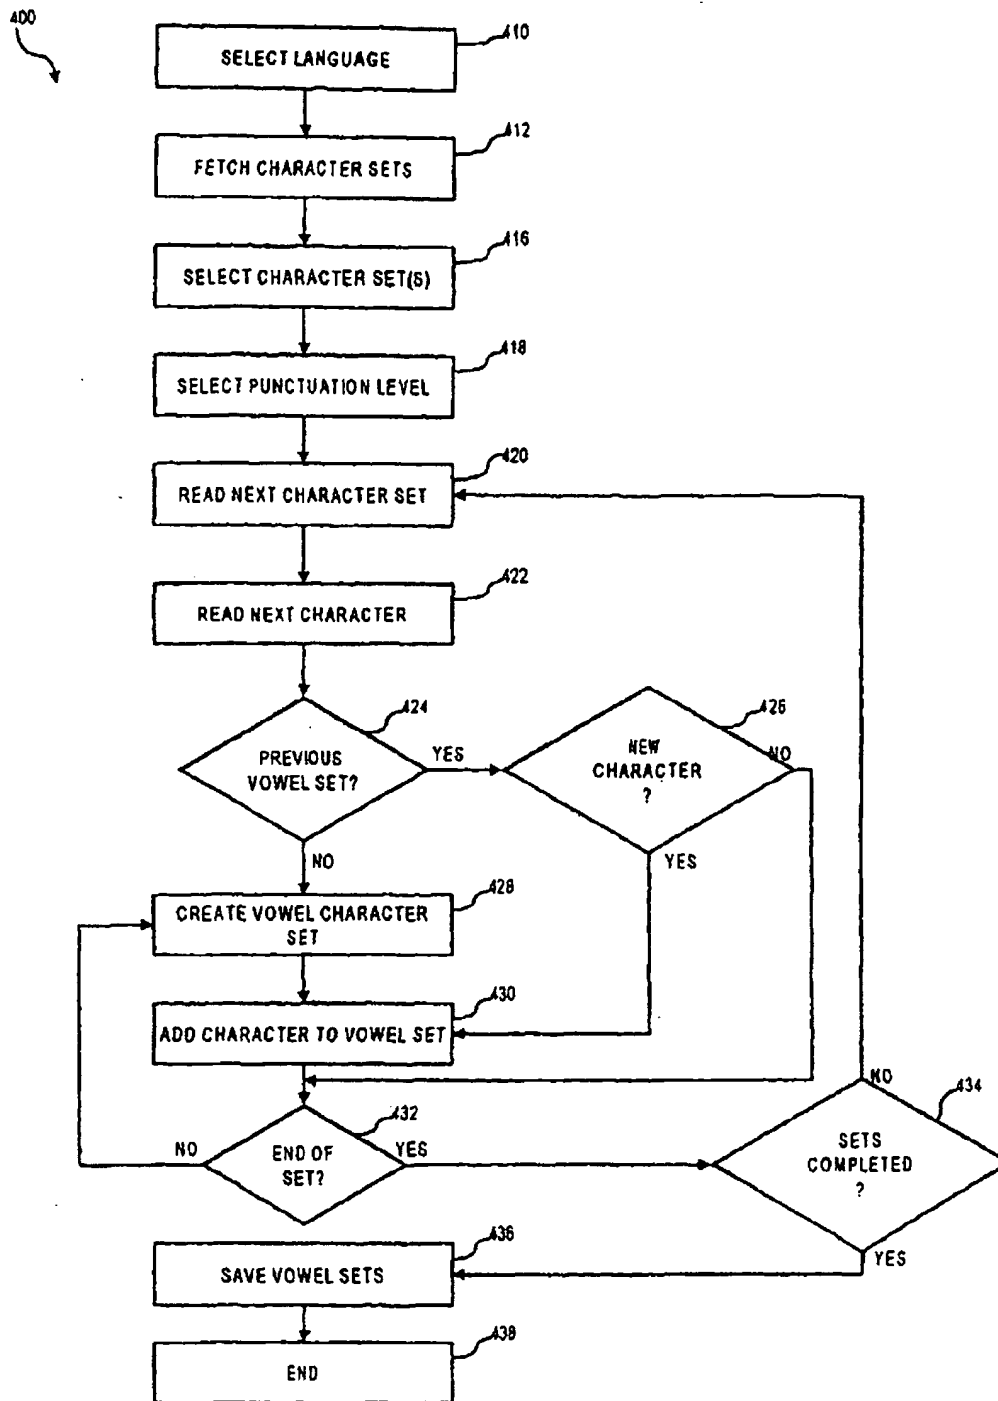 400
410
SELECT LANGUAGE
412
FETCH CHARACTER SETS
416
SELECT CHARACTER SET(S)
418
SELECT PUNCTUATION LEVEL
420
READ NEXT CHARACTER SET
422
READ NEXT CHARACTER
424
PREVIOUS
VOWEL SET?
YES
NO
426
NEW
CHARACTER
?
NO
YES
428
CREATE VOWEL CHARACTER
SET
430
ADD CHARACTER TO VOWEL SET
432
END OF
SET?
NO
YES
434
SETS
COMPLETED
?
NO
YES
436
SAVE VOWEL SETS
438
END